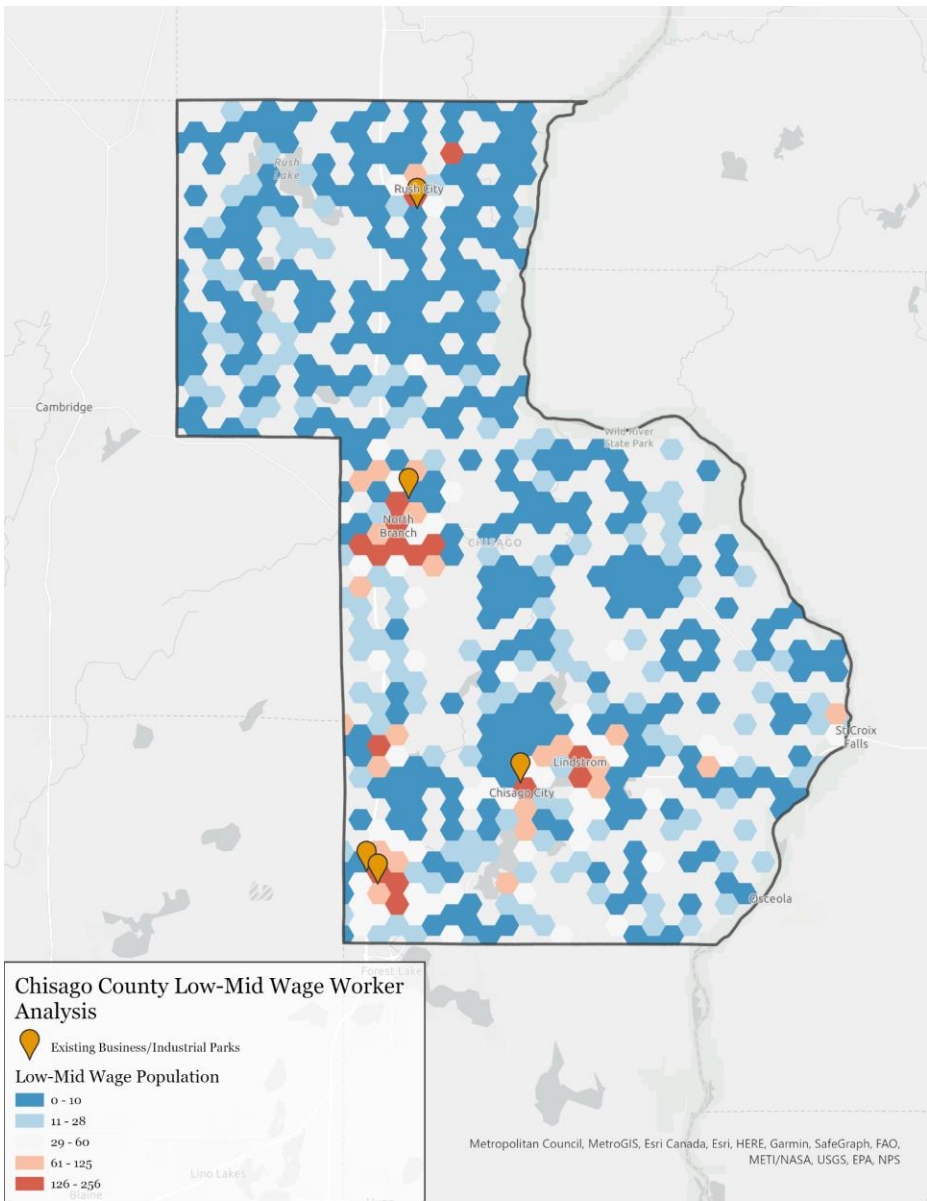 Rush
Lake
Rush City
Cambridge
Wild River
State Park
North
Branch
CHISAGO
St Croix
Falls
Lindstrom
Chisago City
Osceola
Forest Lake
Chisago County Low-Mid Wage Worker
Analysis
Existing Business/Industrial Parks
Low-Mid Wage Population
0 - 10
11 - 28
29 - 60
61 - 125
126 - 256
Lino Lakes
Blaine
Metropolitan Council, MetroGIS, Esri Canada, Esri, HERE, Garmin, SafeGraph, FAO,
METI/NASA, USGS, EPA, NPS